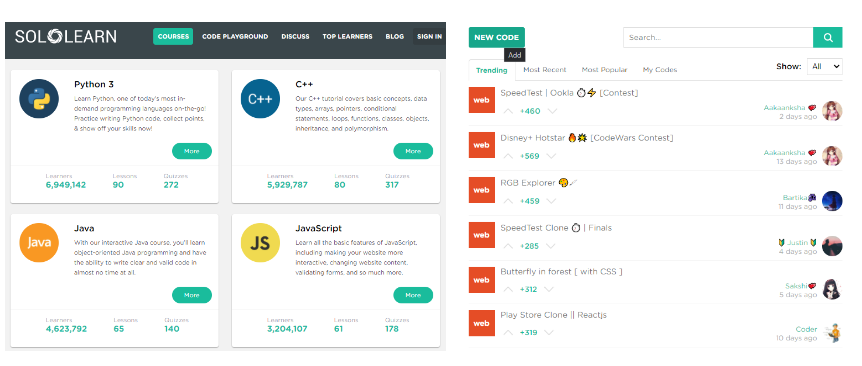 SOLOLEARN
COURSES CODE PLAYGROUND DISCUSS TOP LEARNERS BLOG SIGN IN
Python 3
Learn Python, one of today's most in-
demand programming languages on-the-go!
Practice writing Python code, collect points,
& show off your skills now!
More
Learners Lessons Quizzes
6,949,142 90 272
C++
C++
Our C++ tutorial covers basic concepts, data
types, arrays, pointers, conditional
statements, loops, functions, classes, objects,
inheritance, and polymorphism.
More
Learners Lessons Quizzes
5,929,787 80 317
Java
Java
With our interactive Java course, you'll learn
object-oriented Java programming and have
the ability to write clear and valid code in
almost no time at all.
More
Learners Lessons Quizzes
4,623,792 65 140
JS
JavaScript
Learn all the basic features of JavaScript,
including making your website more
interactive, changing website content,
validating forms, and so much more.
More
Learners Lessons Quizzes
3,204,107 61 178
NEW CODE
Search...
Add
Trending Most Recent Most Popular My Codes
Show: All
web
SpeedTest | Ookla ⏱⚡ [Contest]
+460
Aakaanksha
2 days ago
web
Disney+ Hotstar [CodeWars Contest]
+569
Aakaanksha
13 days ago
web
RGB Explorer
+459
Bartika
11 days ago
web
SpeedTest Clone ⏱ | Finals
+285
Justin
4 days ago
web
Butterfly in forest [ with CSS ]
+312
Sakshi
5 days ago
web
Play Store Clone || Reactjs
+319
Coder
10 days ago